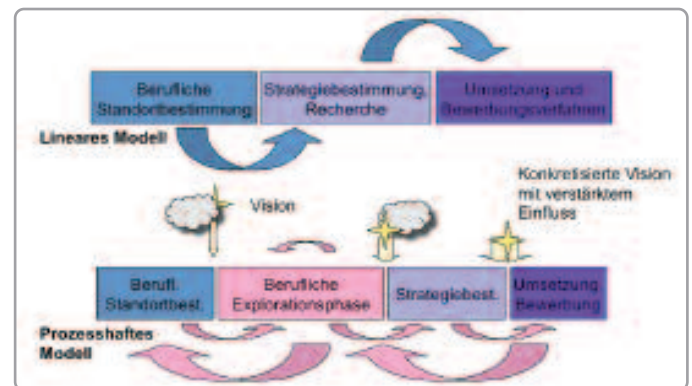 Berufliche
Standortbestimmung
Strategiebestimmung,
Recherche
Umsetzung und
Bewerbungsverfahren
Lineares Modell
Vision
Konkretisierte Vision
mit verstärktem
Einfluss
Berufl.
Standortbest.
Berufliche
Explorationsphase
Strategiebest.
Umsetzung
Bewerbung
Prozesshaftes
Modell